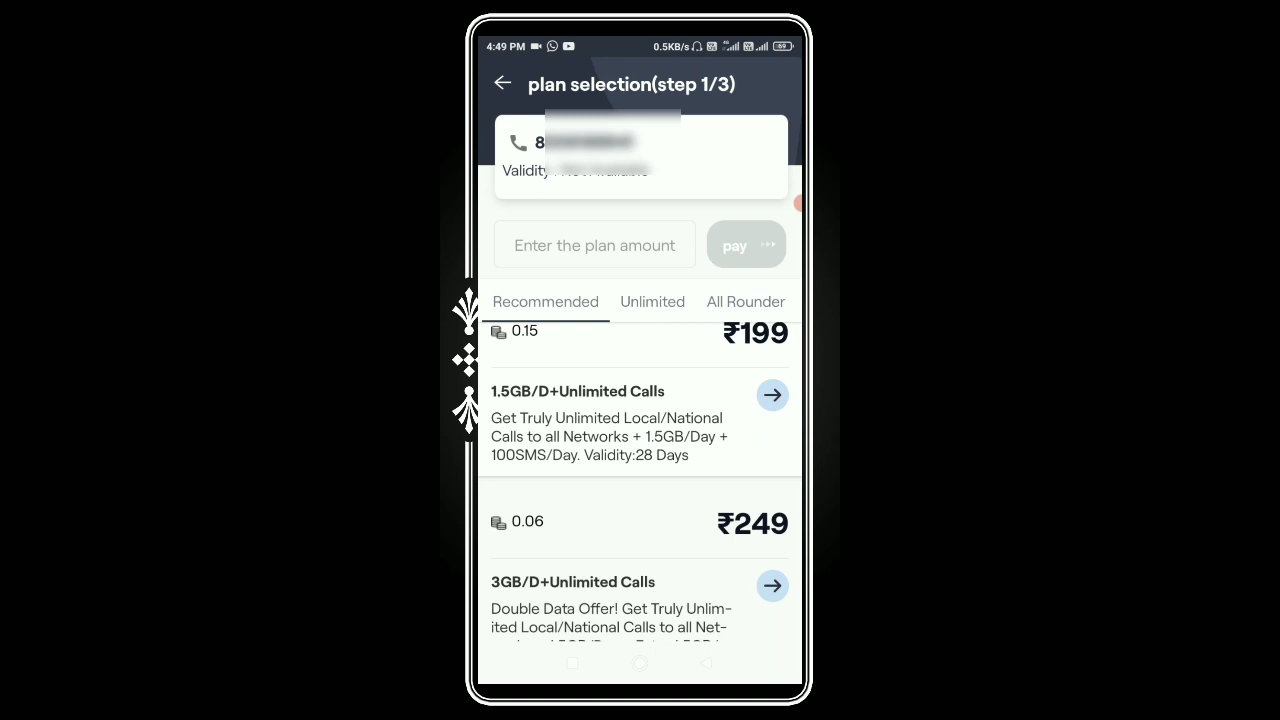 4:49 PM
0.5KB/s
69
plan selection(step 1/3)
8
Validity
Enter the plan amount
pay
Recommended
Unlimited
All Rounder
0.15
₹199
1.5GB/D+Unlimited Calls
Get Truly Unlimited Local/National
Calls to all Networks + 1.5GB/Day +
100SMS/Day. Validity:28 Days
0.06
₹249
3GB/D+Unlimited Calls
Double Data Offer! Get Truly Unlim-
ited Local/National Calls to all Net-